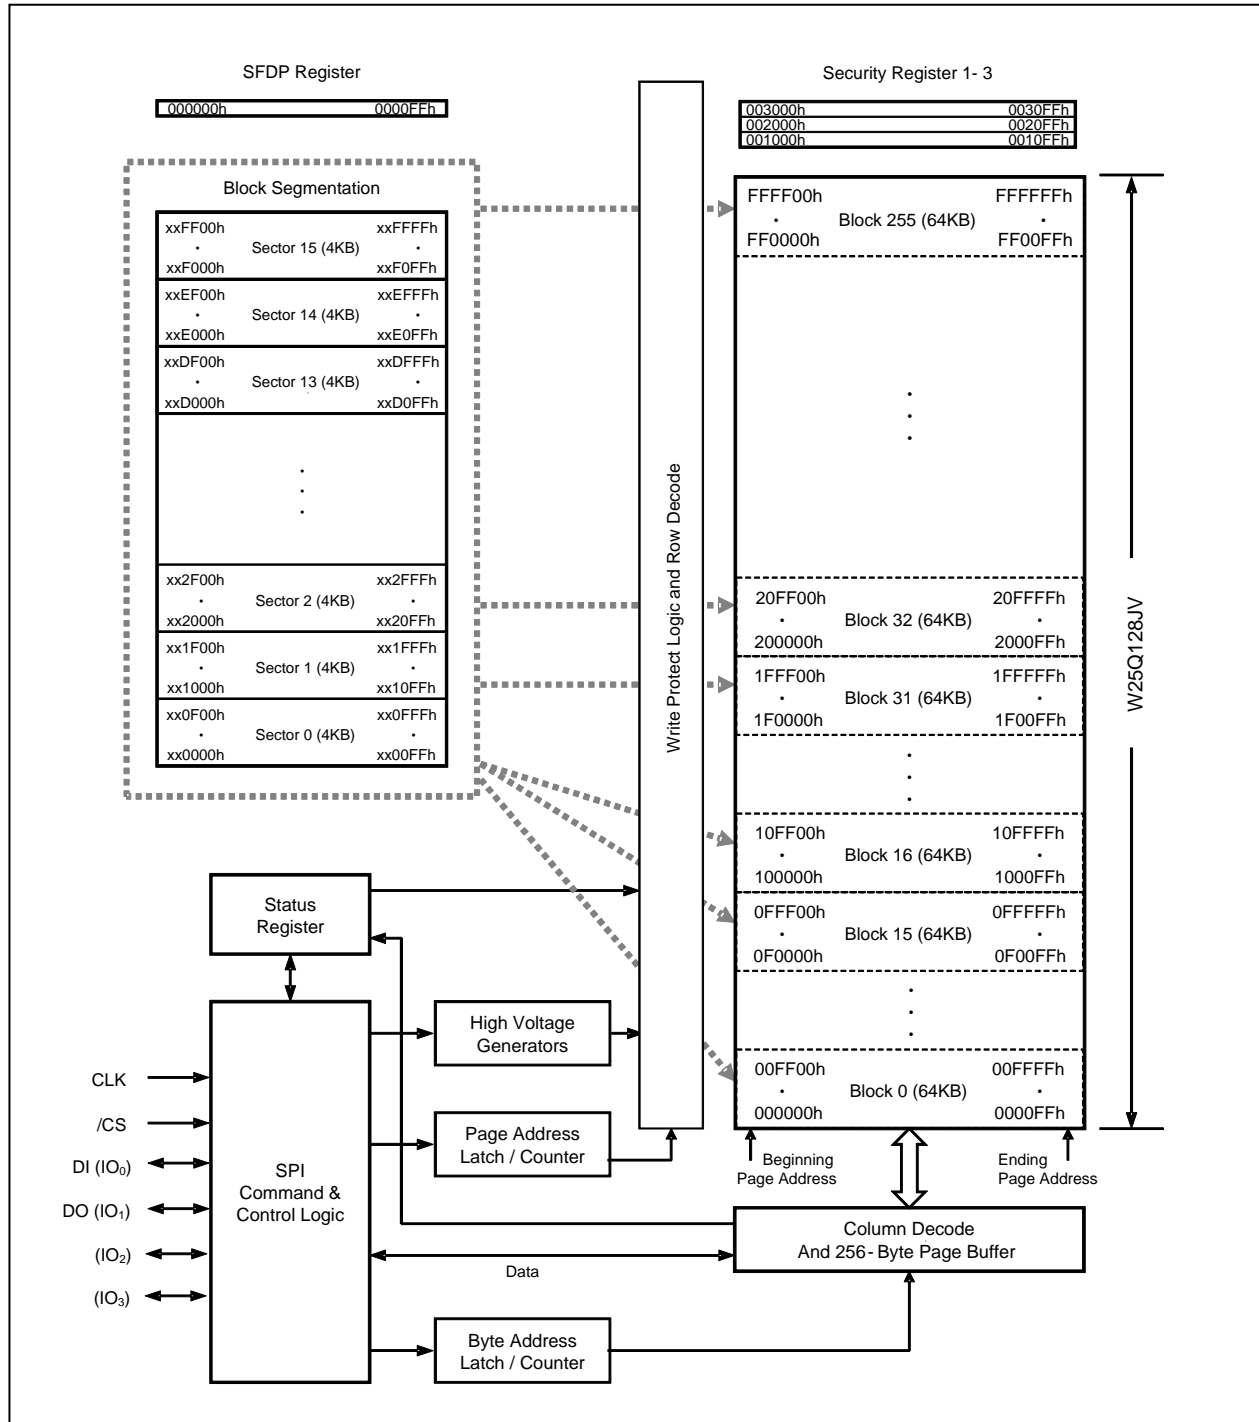 SFDP Register
000000h 0000FFh
Security Register 1- 3
003000h 0030FFh
002000h 0020FFh
001000h 0010FFh
Block Segmentation
xxFF00h xxFFFFh
Sector 15 (4KB)
xxF000h xxF0FFh
xxEF00h xxEFFFh
Sector 14 (4KB)
xxE000h xxE0FFh
xxDF00h xxDFFFh
Sector 13 (4KB)
xxD000h xxD0FFh
xx2F00h xx2FFFh
Sector 2 (4KB)
xx2000h xx20FFh
xx1F00h xx1FFFh
Sector 1 (4KB)
xx1000h xx10FFh
xx0F00h xx0FFFh
Sector 0 (4KB)
xx0000h xx00FFh
Write Protect Logic and Row Decode
FFFF00h FFFFFFh
Block 255 (64KB)
FF0000h FF00FFh
20FF00h 20FFFFh
Block 32 (64KB)
200000h 2000FFh
1FFF00h 1FFFFFh
Block 31 (64KB)
1F0000h 1F00FFh
10FF00h 10FFFFh
Block 16 (64KB)
100000h 1000FFh
0FFF00h 0FFFFFh
Block 15 (64KB)
0F0000h 0F00FFh
00FF00h 00FFFFh
Block 0 (64KB)
000000h 0000FFh
W25Q128JV
Beginning
Page Address
Ending
Page Address
Status
Register
High Voltage
Generators
Page Address
Latch / Counter
SPI
Command &
Control Logic
CLK
/CS
DI (IO₀)
DO (IO₁)
(IO₂)
(IO₃)
Column Decode
And 256- Byte Page Buffer
Data
Byte Address
Latch / Counter